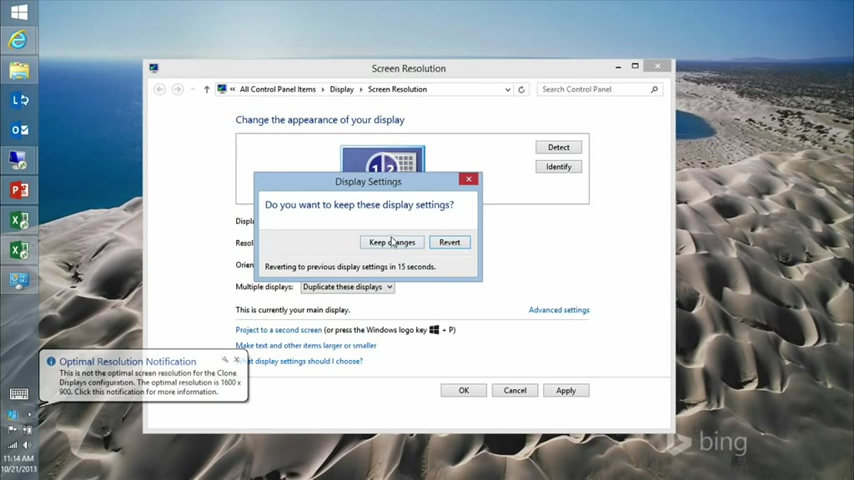 Screen Resolution
All Control Panel Items
Display
Screen Resolution
Search Control Panel
Change the appearance of your display
Detect
Identify
1|2
Display Settings
Do you want to keep these display settings?
Keep changes
Revert
Reverting to previous display settings in 15 seconds.
Displ
Resol
Orien
Multiple displays:
Duplicate these displays
This is currently your main display.
Advanced settings
Project to a second screen (or press the Windows logo key + P)
Make text and other items larger or smaller
hat display settings should I choose?
OK
Cancel
Apply
Optimal Resolution Notification
This is not the optimal screen resolution for the Clone
Displays configuration. The optimal resolution is 1600 x
900. Click this notification for more information.
11:14 AM
10/21/2013
bing